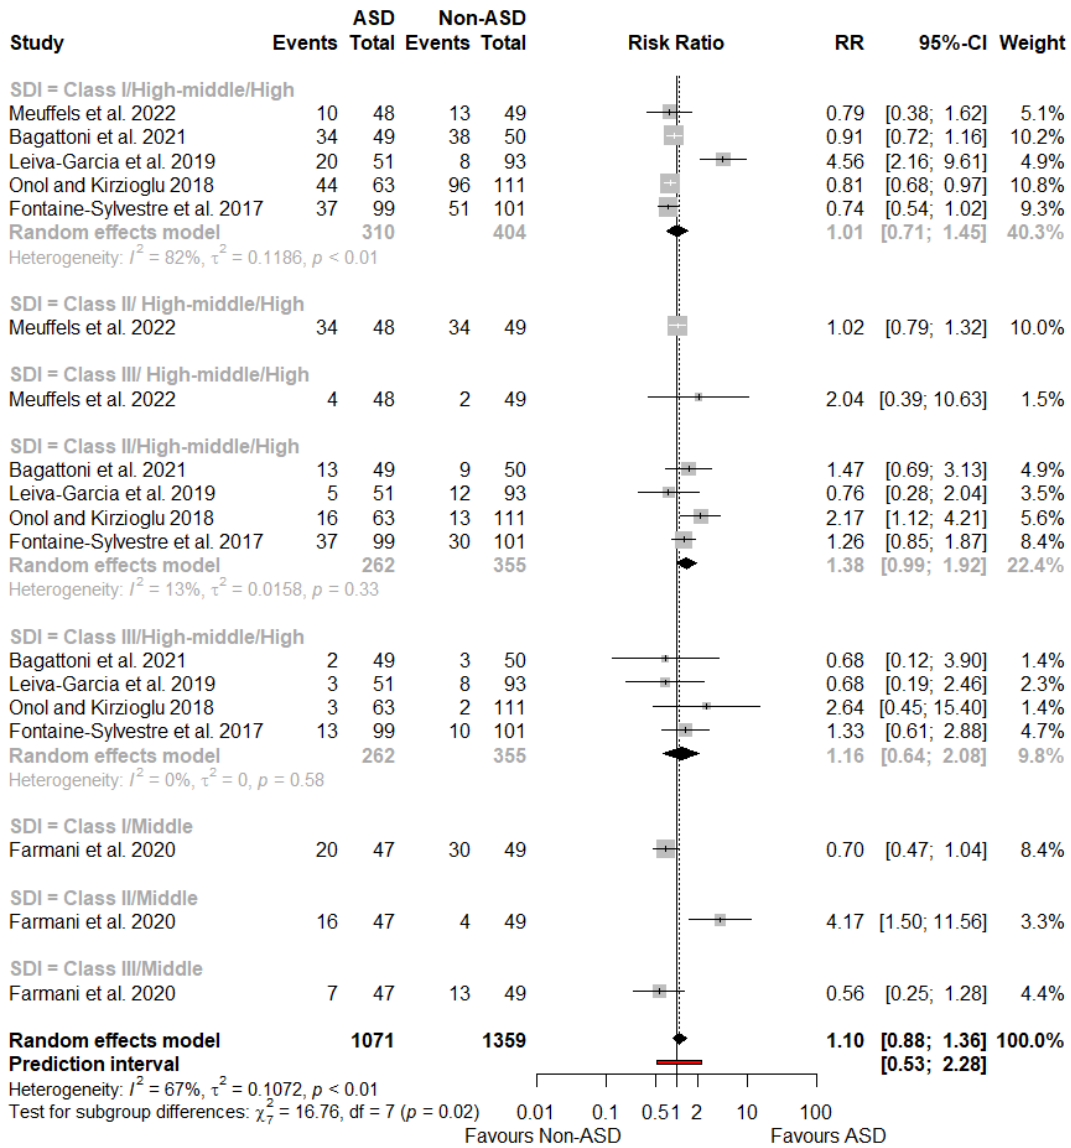 ASD Non-ASD
Study Events Total Events Total Risk Ratio RR 95%-CI Weight
SDI = Class I/High-middle/High
Meuffels et al. 2022 10 48 13 49 0.79 [0.38; 1.62] 5.1%
Bagattoni et al. 2021 34 49 38 50 0.91 [0.72; 1.16] 10.2%
Leiva-Garcia et al. 2019 20 51 8 93 4.56 [2.16; 9.61] 4.9%
Onol and Kirzioglu 2018 44 63 96 111 0.81 [0.68; 0.97] 10.8%
Fontaine-Sylvestre et al. 2017 37 99 51 101 0.74 [0.54; 1.02] 9.3%
Random effects model 310 404 1.01 [0.71; 1.45] 40.3%
Heterogeneity: I² = 82%, τ² = 0.1186, p < 0.01
SDI = Class II/ High-middle/High
Meuffels et al. 2022 34 48 34 49 1.02 [0.79; 1.32] 10.0%
SDI = Class III/ High-middle/High
Meuffels et al. 2022 4 48 2 49 2.04 [0.39; 10.63] 1.5%
SDI = Class II/High-middle/High
Bagattoni et al. 2021 13 49 9 50 1.47 [0.69; 3.13] 4.9%
Leiva-Garcia et al. 2019 5 51 12 93 0.76 [0.28; 2.04] 3.5%
Onol and Kirzioglu 2018 16 63 13 111 2.17 [1.12; 4.21] 5.6%
Fontaine-Sylvestre et al. 2017 37 99 30 101 1.26 [0.85; 1.87] 8.4%
Random effects model 262 355 1.38 [0.99; 1.92] 22.4%
Heterogeneity: I² = 13%, τ² = 0.0158, p = 0.33
SDI = Class III/High-middle/High
Bagattoni et al. 2021 2 49 3 50 0.68 [0.12; 3.90] 1.4%
Leiva-Garcia et al. 2019 3 51 8 93 0.68 [0.19; 2.46] 2.3%
Onol and Kirzioglu 2018 3 63 2 111 2.64 [0.45; 15.40] 1.4%
Fontaine-Sylvestre et al. 2017 13 99 10 101 1.33 [0.61; 2.88] 4.7%
Random effects model 262 355 1.16 [0.64; 2.08] 9.8%
Heterogeneity: I² = 0%, τ² = 0, p = 0.58
SDI = Class I/Middle
Farmani et al. 2020 20 47 30 49 0.70 [0.47; 1.04] 8.4%
SDI = Class II/Middle
Farmani et al. 2020 16 47 4 49 4.17 [1.50; 11.56] 3.3%
SDI = Class III/Middle
Farmani et al. 2020 7 47 13 49 0.56 [0.25; 1.28] 4.4%
Random effects model 1071 1359 1.10 [0.88; 1.36] 100.0%
Prediction interval [0.53; 2.28]
Heterogeneity: I² = 67%, τ² = 0.1072, p < 0.01
Test for subgroup differences: χ²₇ = 16.76, df = 7 (p = 0.02) 0.01 0.1 0.5 1 2 10 100
Favours Non-ASD Favours ASD